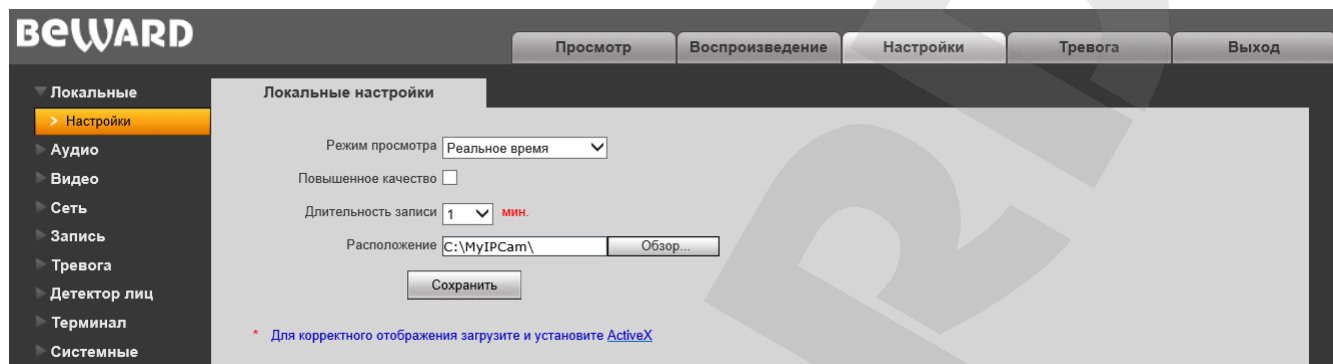 BEWARD
Просмотр Воспроизведение Настройки Тревога Выход
Локальные
> Настройки
Аудио
Видео
Сеть
Запись
Тревога
Детектор лиц
Терминал
Системные
Локальные настройки
Режим просмотра Реальное время
Повышенное качество
Длительность записи 1 мин.
Расположение C:\MyIPCam\ Обзор...
Сохранить
* Для корректного отображения загрузите и установите ActiveX